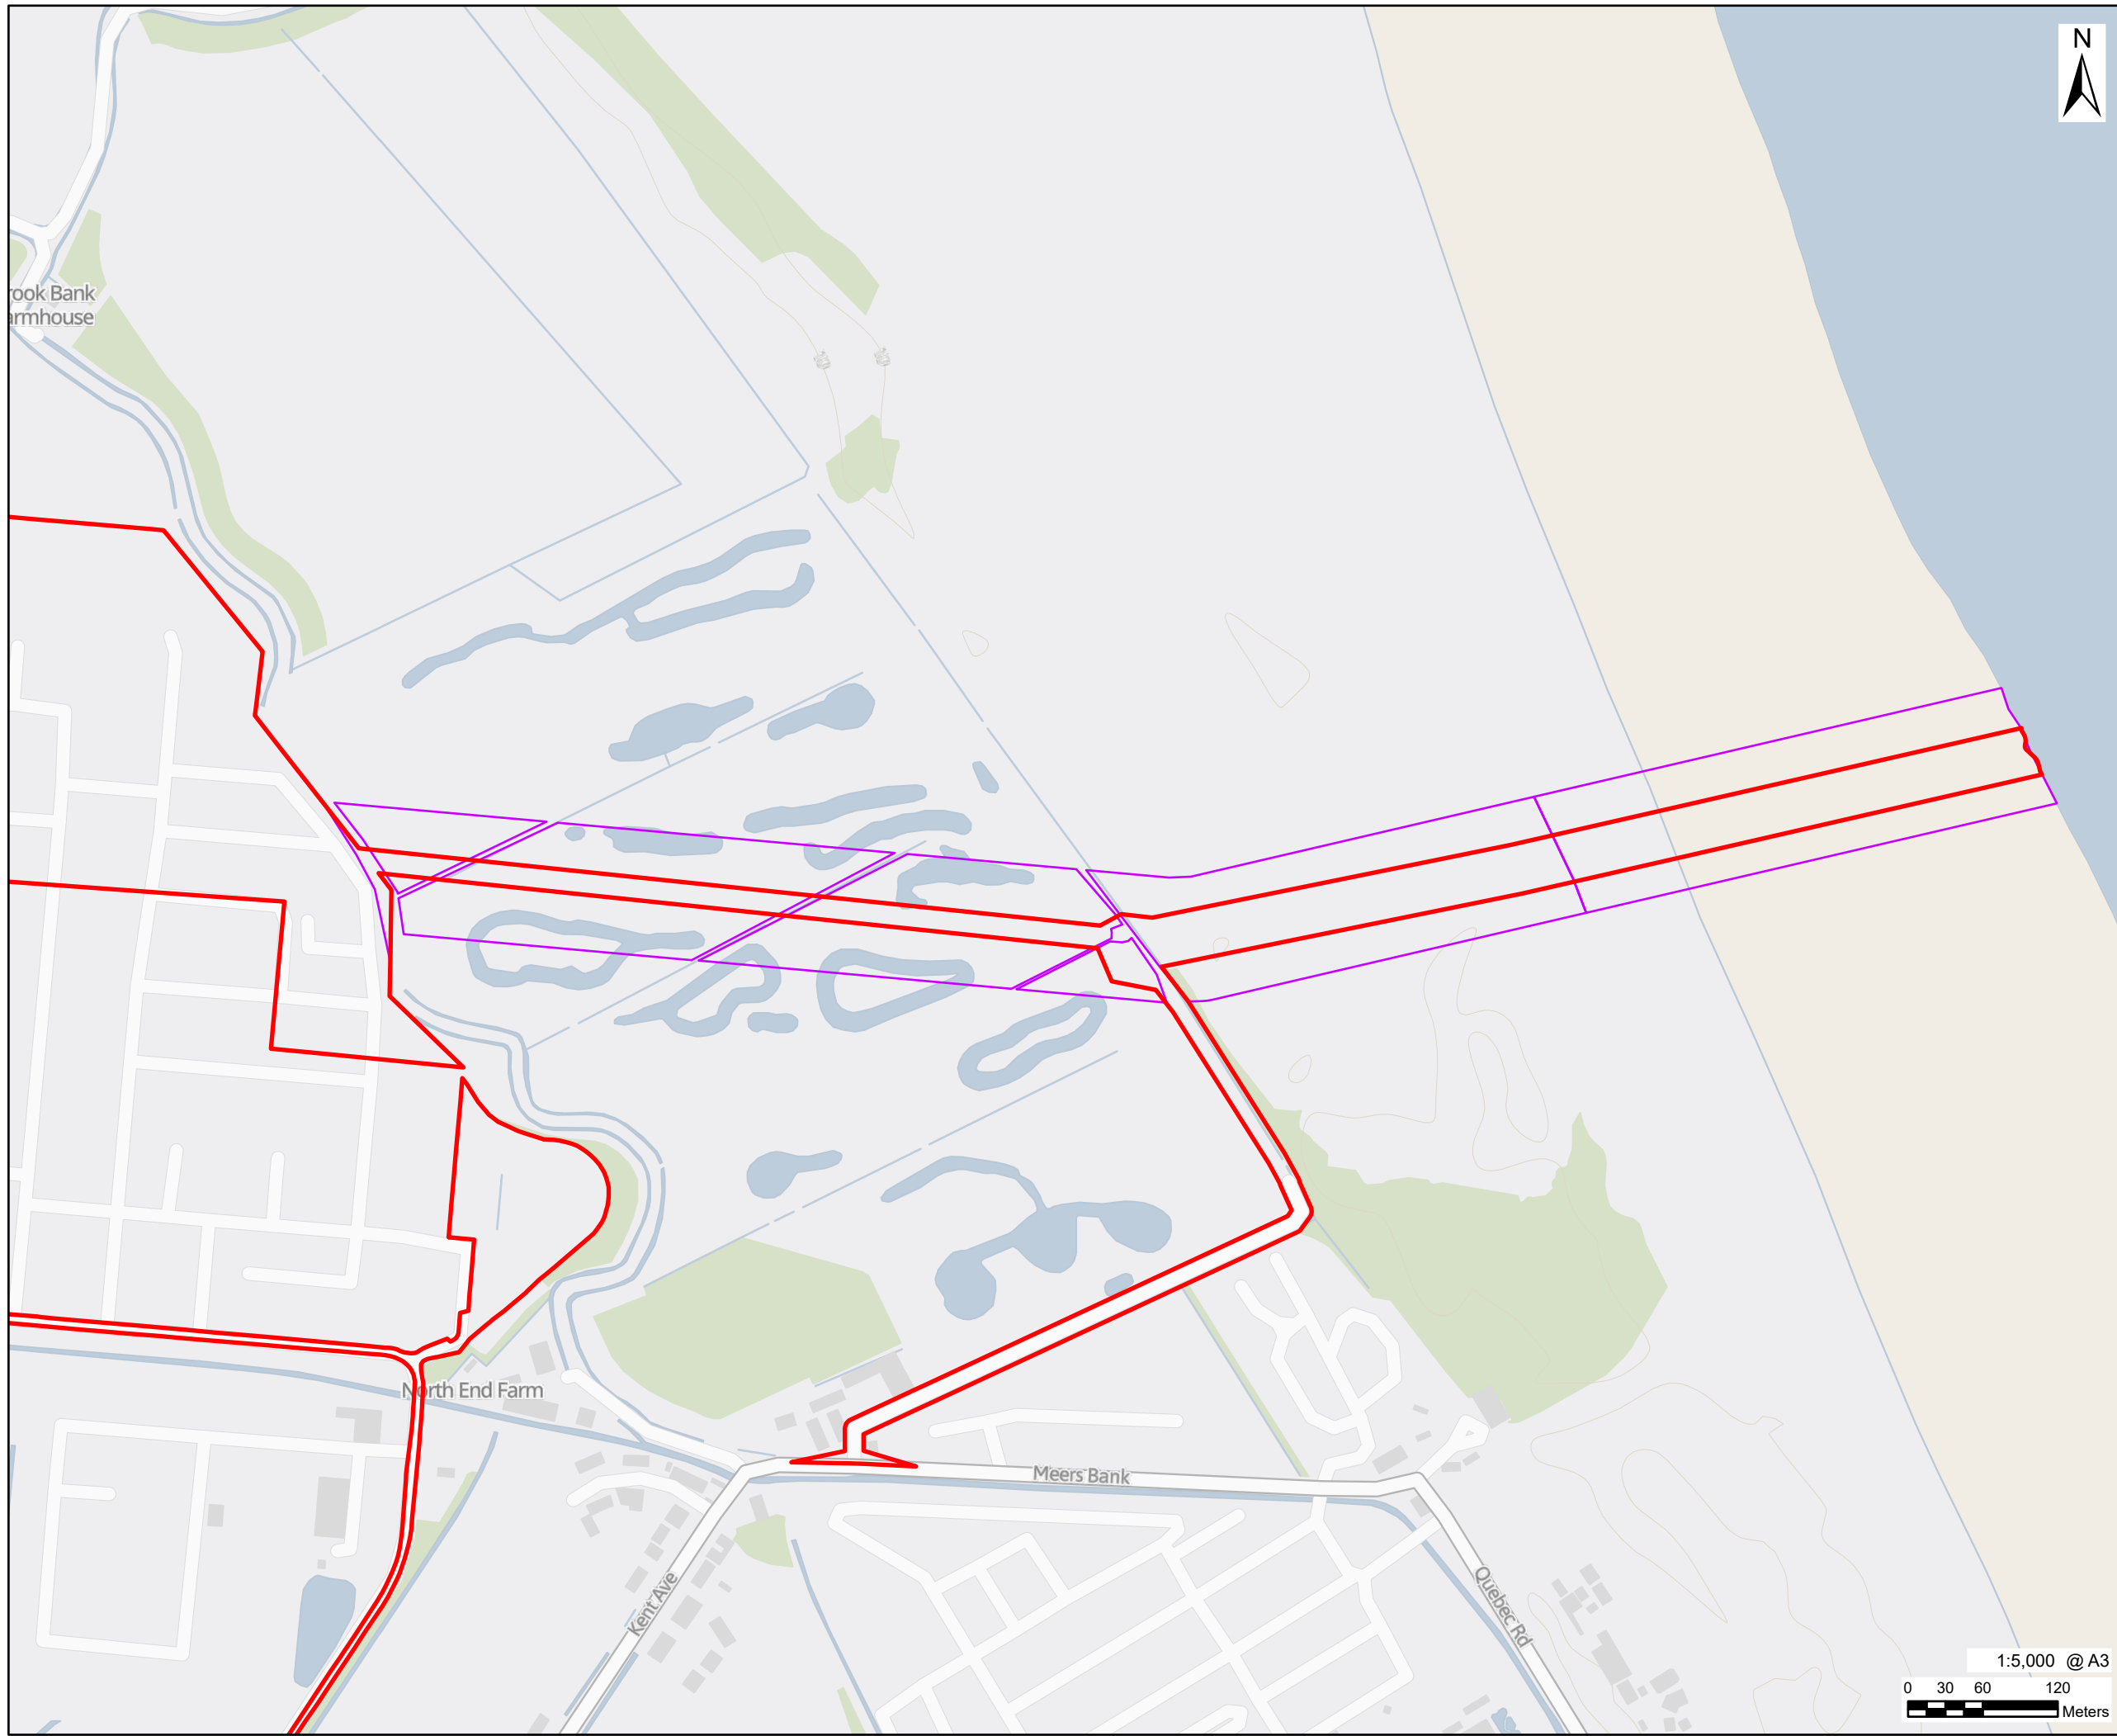 N
rook Bank
armhouse
North End Farm
Meers Bank
Kent Ave
Quebec Rd
1:5,000 @ A3
0 30 60 120
Meters